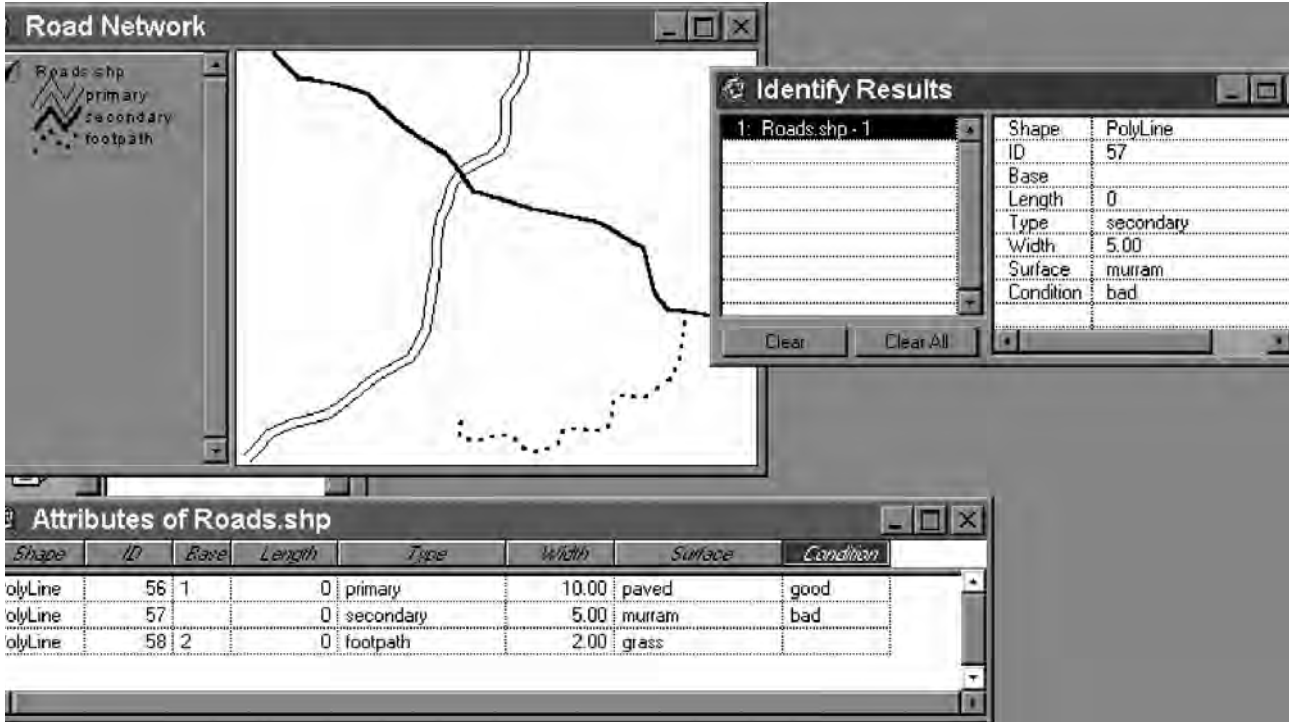 Road Network
Roads.shp
primary
secondary
footpath
Identify Results
1: Roads.shp - 1
Shape PolyLine
ID 57
Base
Length 0
Type secondary
Width 5.00
Surface murram
Condition bad
Clear Clear All
Attributes of Roads.shp
Shape ID Base Length Type Width Surface Condition
olyLine 56 1 0 primary 10.00 paved good
olyLine 57 0 secondary 5.00 murram bad
olyLine 58 2 0 footpath 2.00 grass